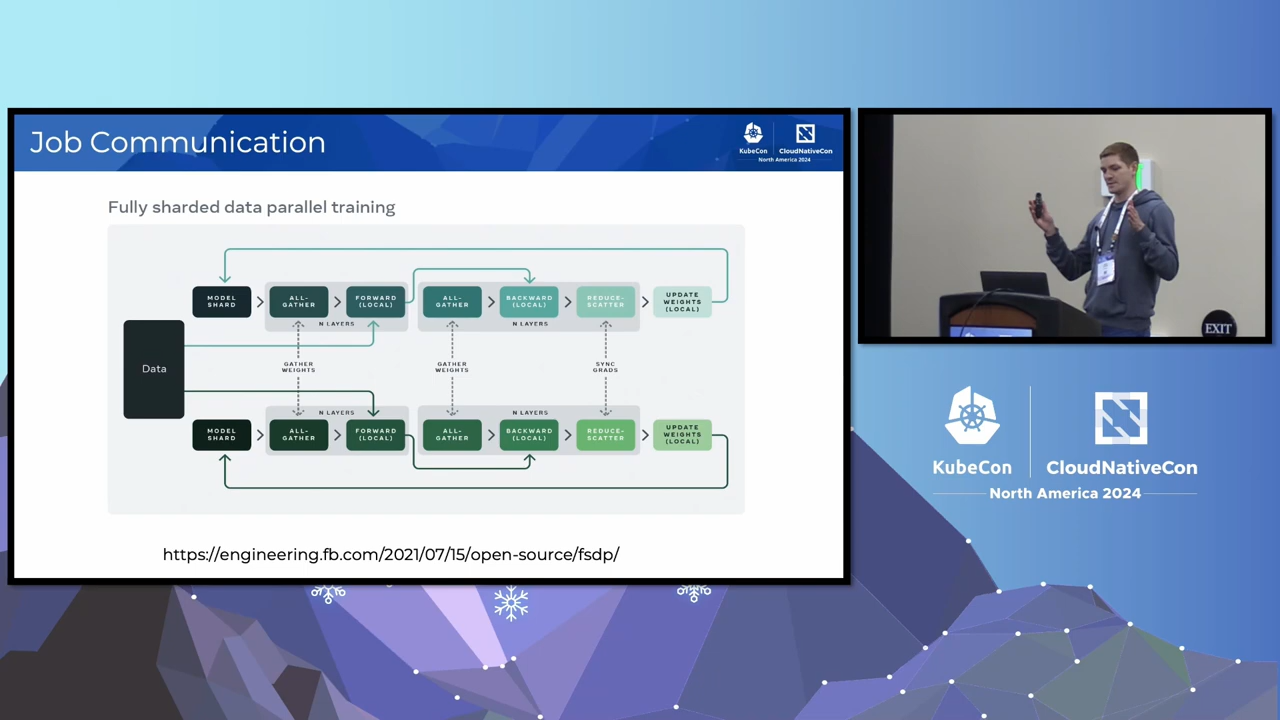 Job Communication
KubeCon
CloudNativeCon
North America 2024
Fully sharded data parallel training
MODEL
SHARD
ALL-
GATHER
FORWARD
(LOCAL)
ALL-
GATHER
BACKWARD
(LOCAL)
REDUCE-
SCATTER
UPDATE
WEIGHTS
(LOCAL)
N LAYERS
N LAYERS
Data
GATHER
WEIGHTS
GATHER
WEIGHTS
SYNC
GRADS
N LAYERS
N LAYERS
MODEL
SHARD
ALL-
GATHER
FORWARD
(LOCAL)
ALL-
GATHER
BACKWARD
(LOCAL)
REDUCE-
SCATTER
UPDATE
WEIGHTS
(LOCAL)
https://engineering.fb.com/2021/07/15/open-source/fsdp/
EXIT
KubeCon
CloudNativeCon
North America 2024